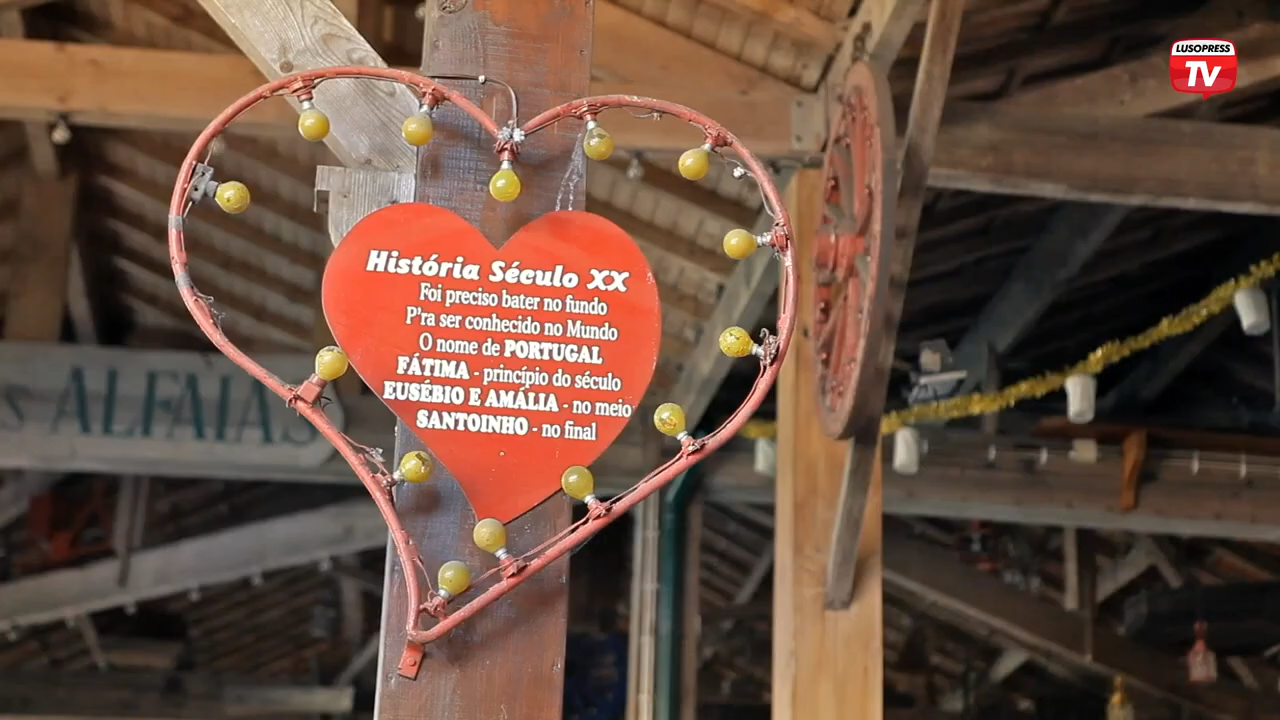 LUSOPRESS
TV
História Século XX
Foi preciso bater no fundo
P'ra ser conhecido no Mundo
O nome de PORTUGAL
FÁTIMA - princípio do século
EUSÉBIO E AMÁLIA - no meio
SANTOINHO - no final
S ALFAIAS